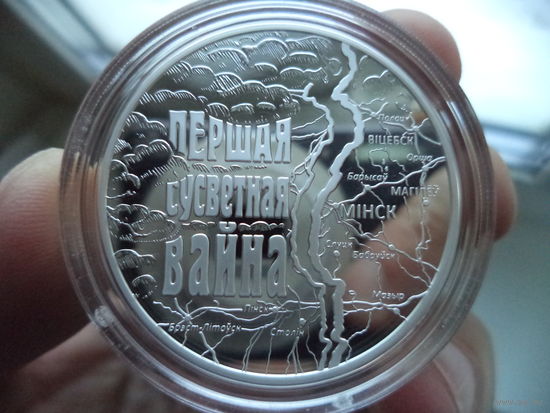 ПЕРШАЯ
СУСВЕТНАЯ
ВАЙНА
Полацк
ВІЦЕБСК
Орша
Барысаў
МАГІЛЁЎ
МІНСК
Слуцк
Бабруйск
Мазыр
Пінск
Брэст-Літоўск
Столін